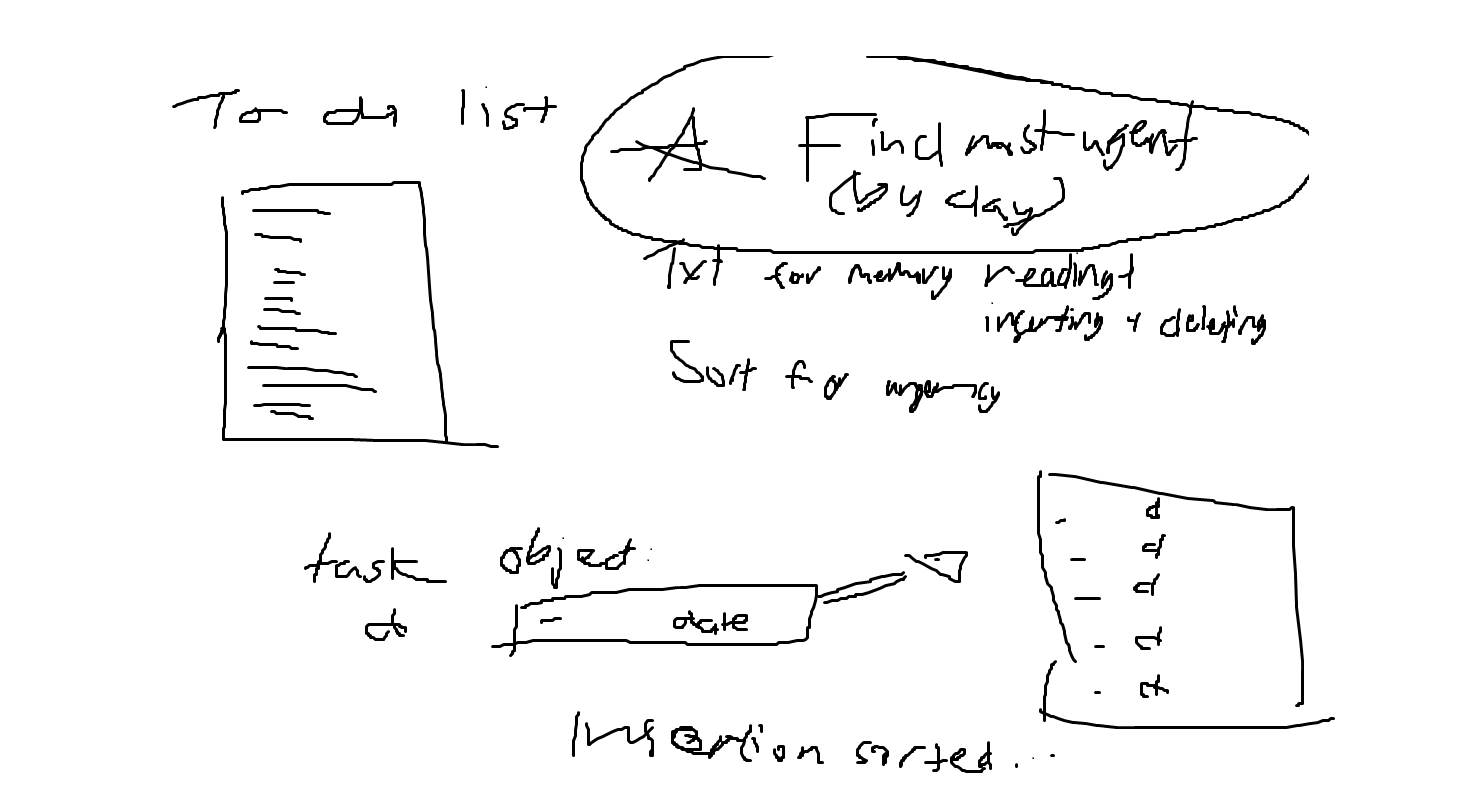 To do list
Find most urgent
(by day)
Txt for memory reading +
inserting + deleting
Sort for urgency
task object
- date
- d
- d
- d
- d
- d
Insertion sorted...